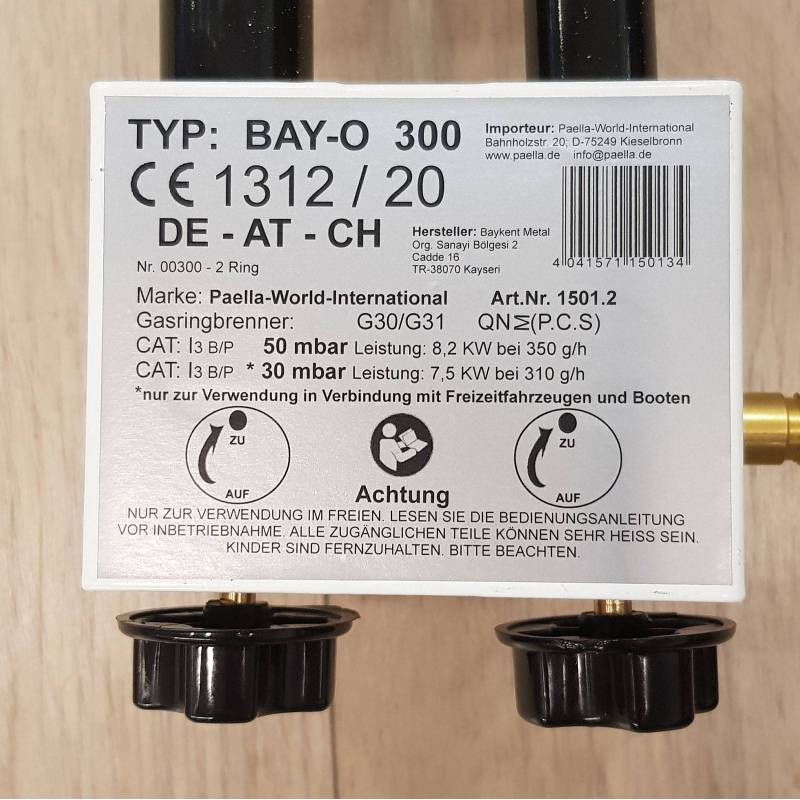 TYP: BAY-O 300
Importeur: Paella-World-International
Bahnholzstr. 20; D-75249 Kieselbronn
www.paella.de info@paella.de
CE 1312 / 20
DE - AT - CH
Hersteller: Baykent Metal
Org. Sanayi Bölgesi 2
Cadde 16
TR-38070 Kayseri
4 041571 150134
Nr. 00300 - 2 Ring
Marke: Paella-World-International Art.Nr. 1501.2
Gasringbrenner: G30/G31 QN∑(P.C.S)
CAT: I3 B/P 50 mbar Leistung: 8,2 KW bei 350 g/h
CAT: I3 B/P * 30 mbar Leistung: 7,5 KW bei 310 g/h
*nur zur Verwendung in Verbindung mit Freizeitfahrzeugen und Booten
ZU
AUF
Achtung
ZU
AUF
NUR ZUR VERWENDUNG IM FREIEN. LESEN SIE DIE BEDIENUNGSANLEITUNG
VOR INBETRIEBNAHME. ALLE ZUGÄNGLICHEN TEILE KÖNNEN SEHR HEISS SEIN.
KINDER SIND FERNZUHALTEN. BITTE BEACHTEN.